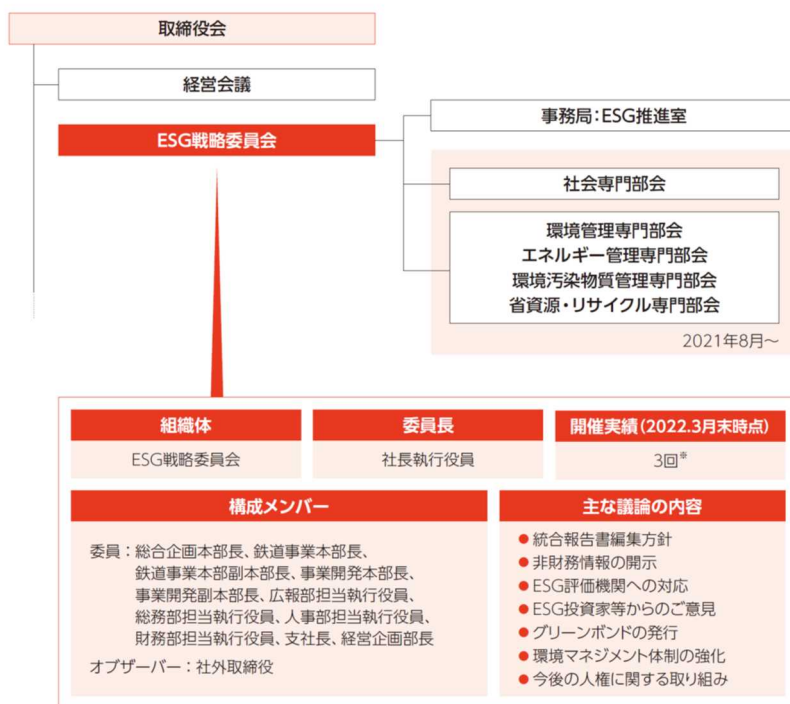 取締役会
経営会議
ESG戦略委員会
事務局:ESG推進室
社会専門部会
環境管理専門部会
エネルギー管理専門部会
環境汚染物質管理専門部会
省資源・リサイクル専門部会
2021年8月〜
組織体
ESG戦略委員会
委員長
社長執行役員
開催実績(2022.3月末時点)
3回※
構成メンバー
委員:総合企画本部長、鉄道事業本部長、
鉄道事業本部副本部長、事業開発本部長、
事業開発副本部長、広報部担当執行役員、
総務部担当執行役員、人事部担当執行役員、
財務部担当執行役員、支社長、経営企画部長
オブザーバー:社外取締役
主な議論の内容
● 統合報告書編集方針
● 非財務情報の開示
● ESG評価機関への対応
● ESG投資家等からのご意見
● グリーンボンドの発行
● 環境マネジメント体制の強化
● 今後の人権に関する取り組み